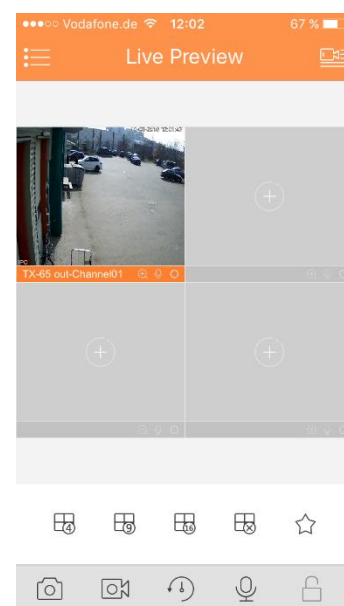 Vodafone.de 12:02 67 %
Live Preview
TX-65 out-Channel01
IPC
4 9 16